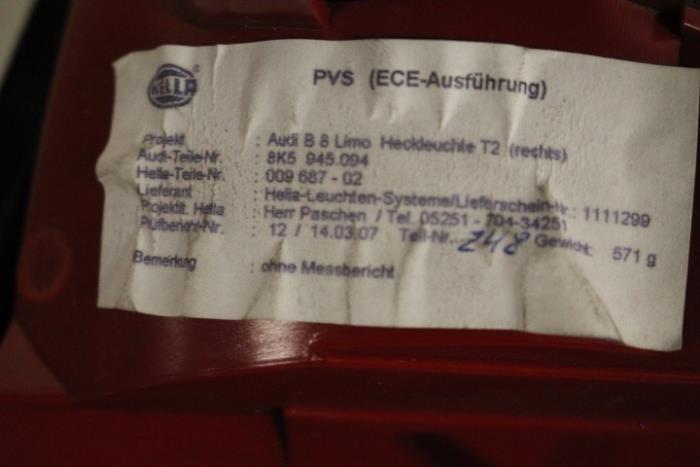 HELLA ®
PVS (ECE-Ausführung)
Projekt : Audi B 8 Limo Heckleuchte T2 (rechts)
Audi-Teile-Nr. : 8K5 945.094
Hella-Teile-Nr. : 009 687 - 02
Lieferant : Hella-Leuchten-Systeme/Lieferschein-Nr.: 1111299
Projektlt. Hella : Herr Paschen / Tel. 05251 - 704-34251
Prüfbericht-Nr. : 12 / 14.03.07 Teil-Nr. 248 Gewicht: 571 g
Bemerkung : ohne Messbericht